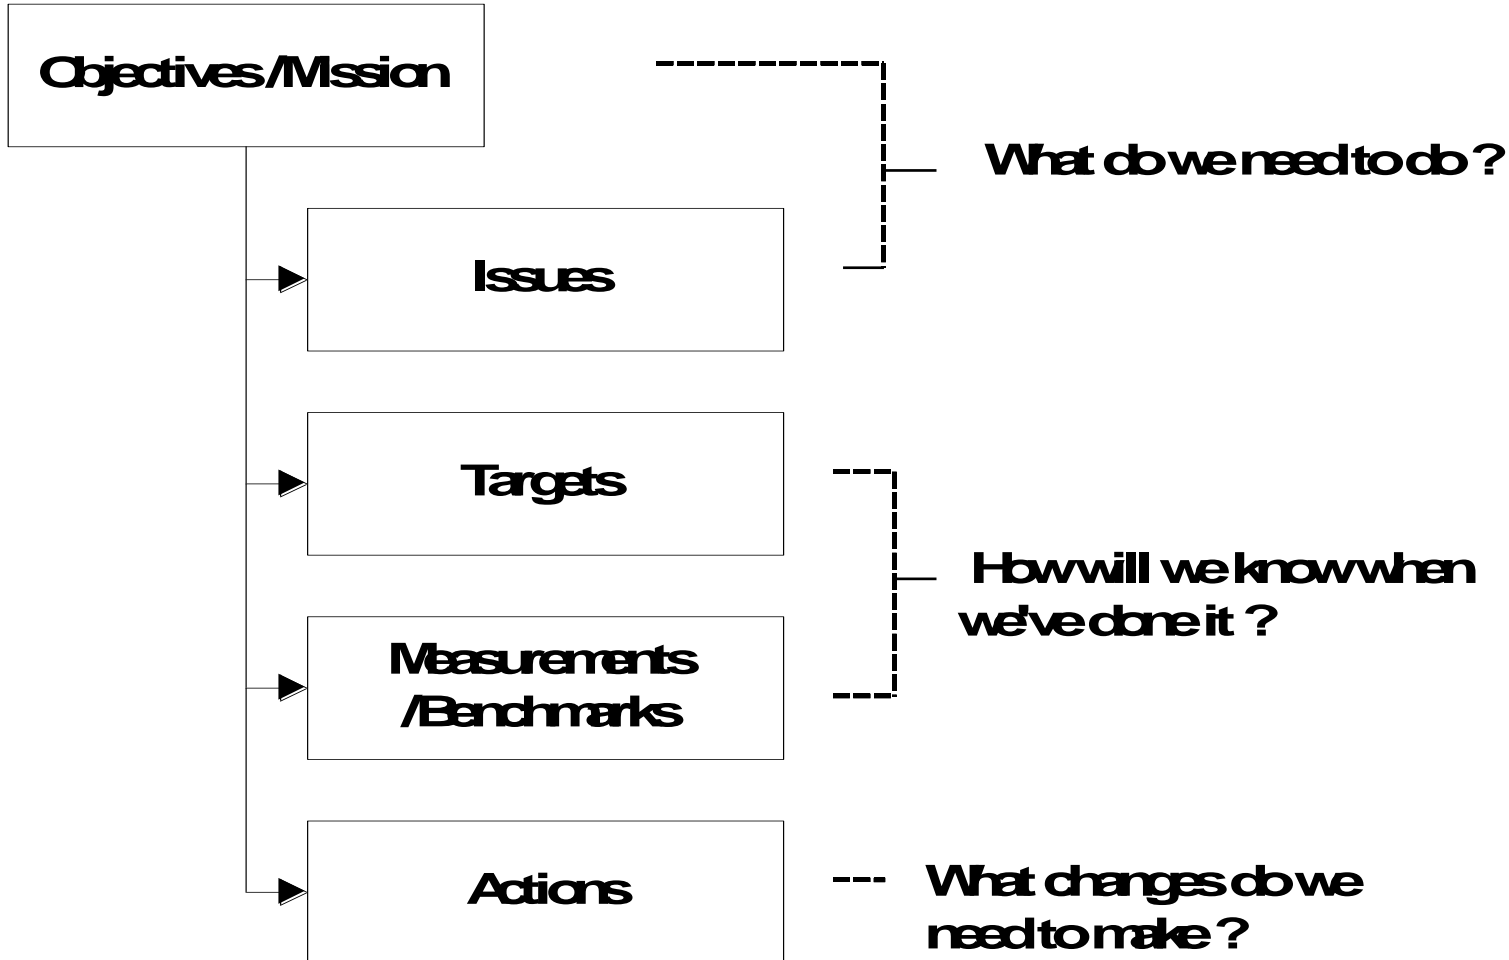 Objectives /Mission
What do we need to do ?
Issues
Targets
How will we know when
we've done it ?
Measurements
/Benchmarks
Actions
What changes do we
need to make ?